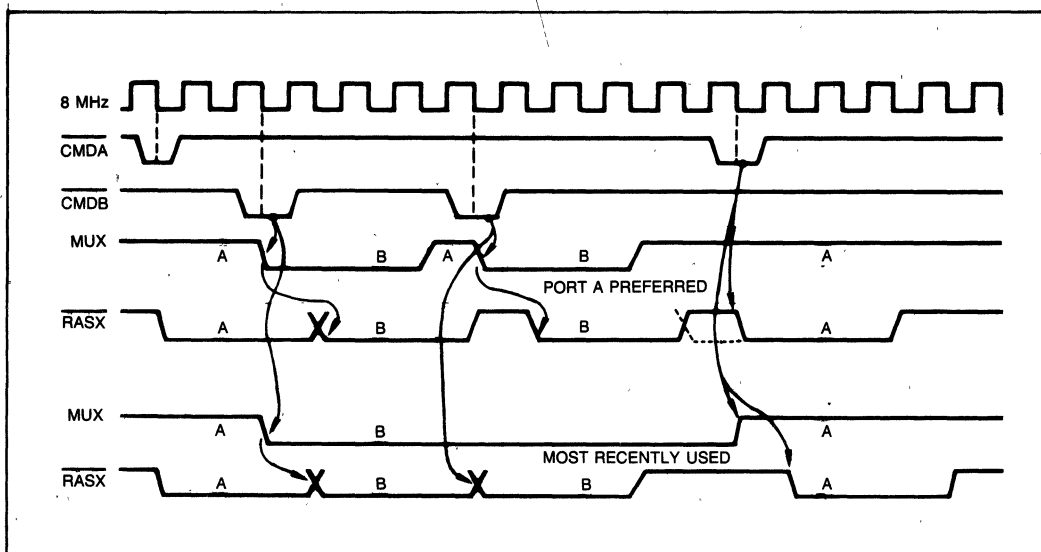 8 MHz
CMDA
CMDB
MUX
A B A B A
PORT A PREFERRED
RASX
A B B A
MUX
A B A
MOST RECENTLY USED
RASX
A B B A